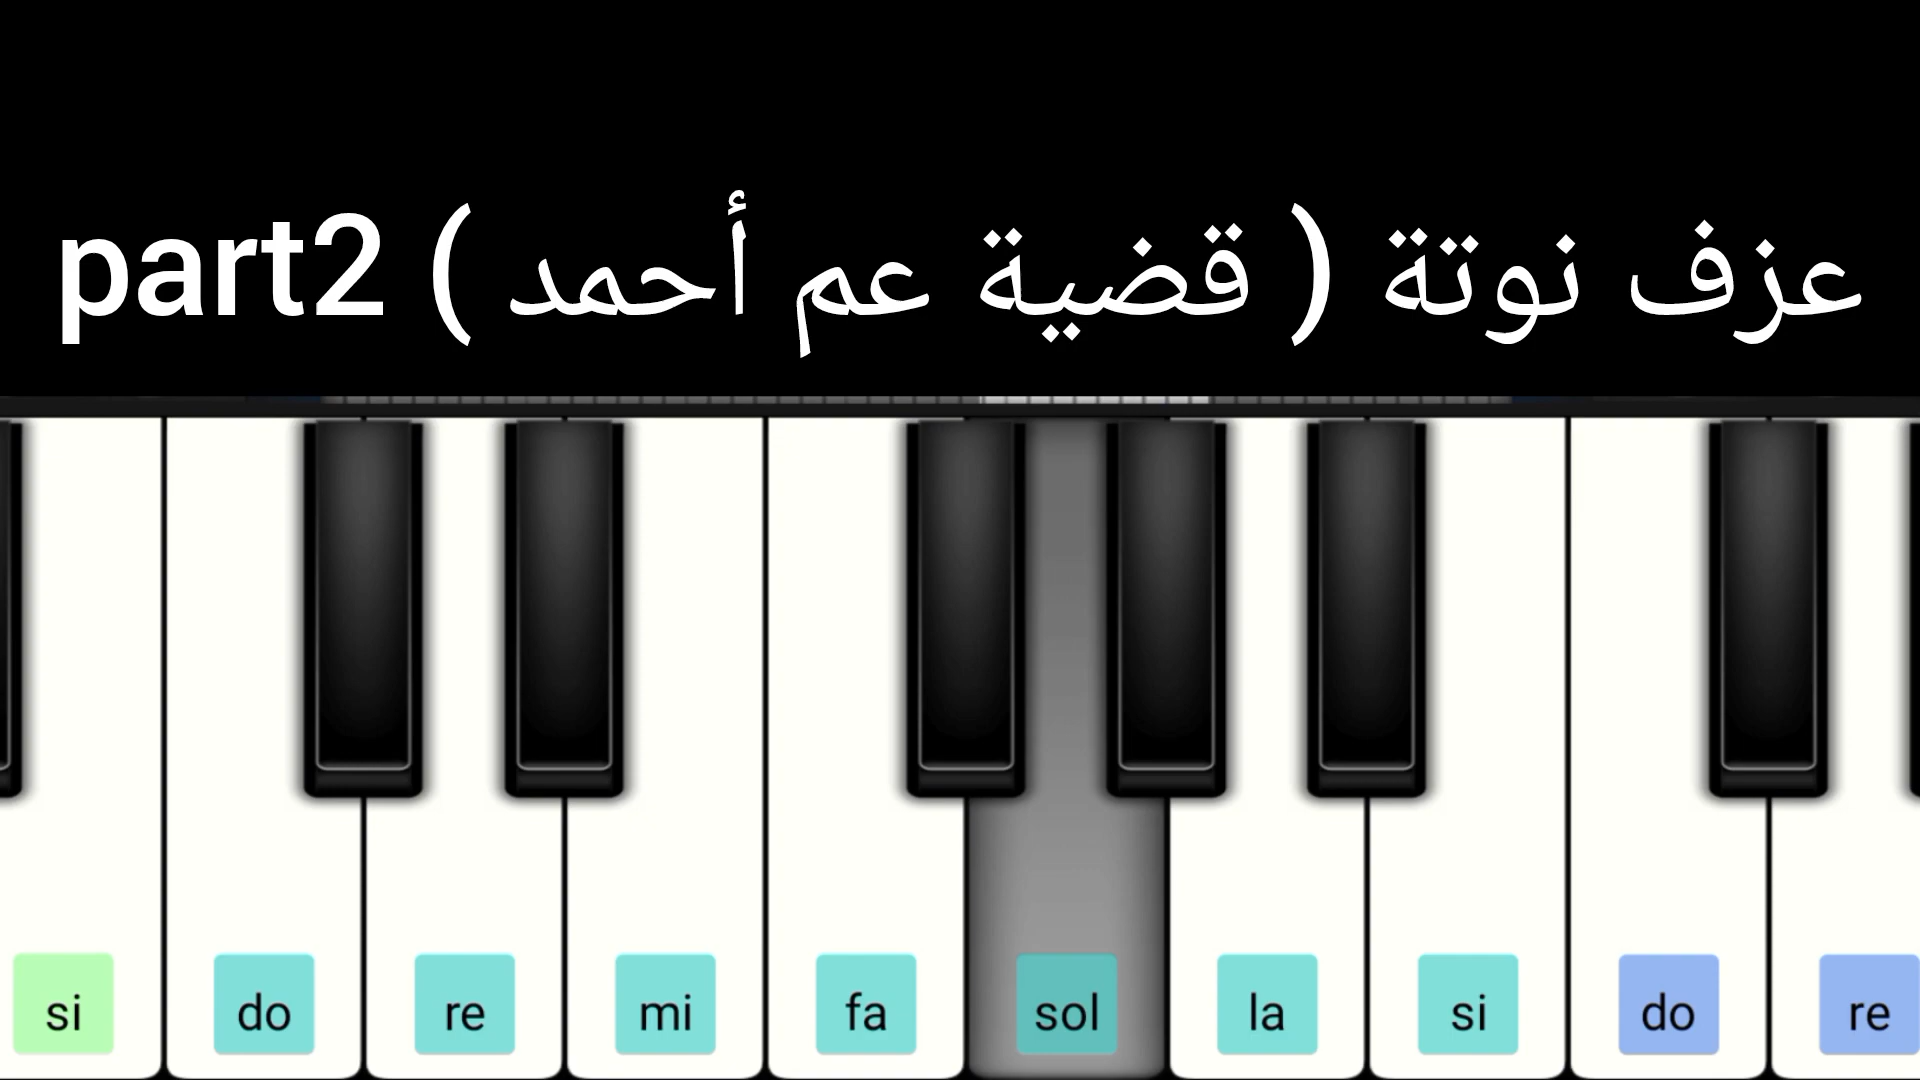 عزف نوتة ( قضية عم أحمد ) part2
si do re mi fa sol la si do re